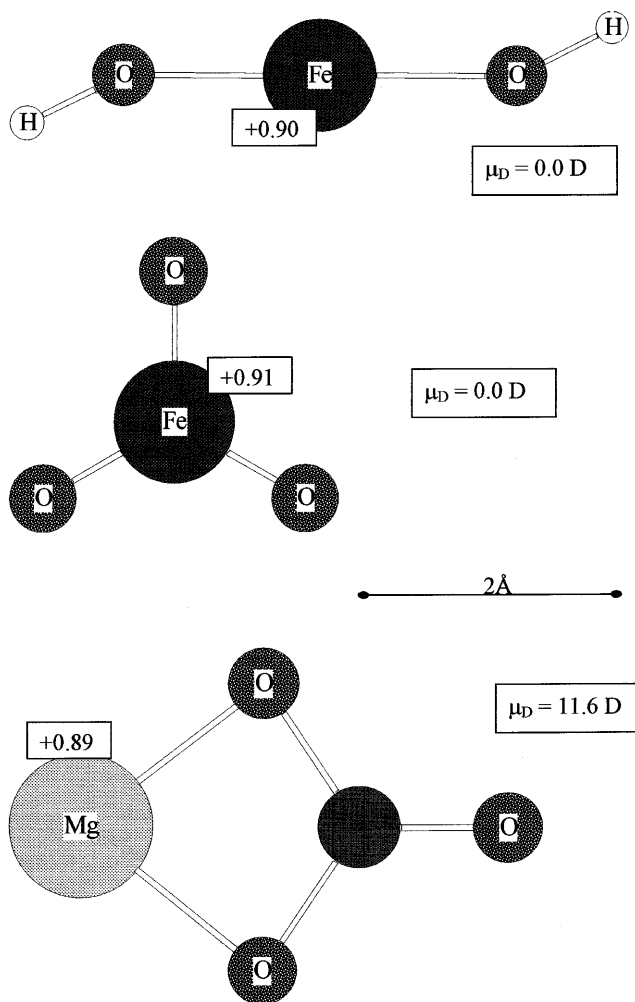 H
O
Fe
O
H
+0.90
μD = 0.0 D
O
+0.91
Fe
μD = 0.0 D
O
O
2Å
O
μD = 11.6 D
+0.89
Mg
O
O